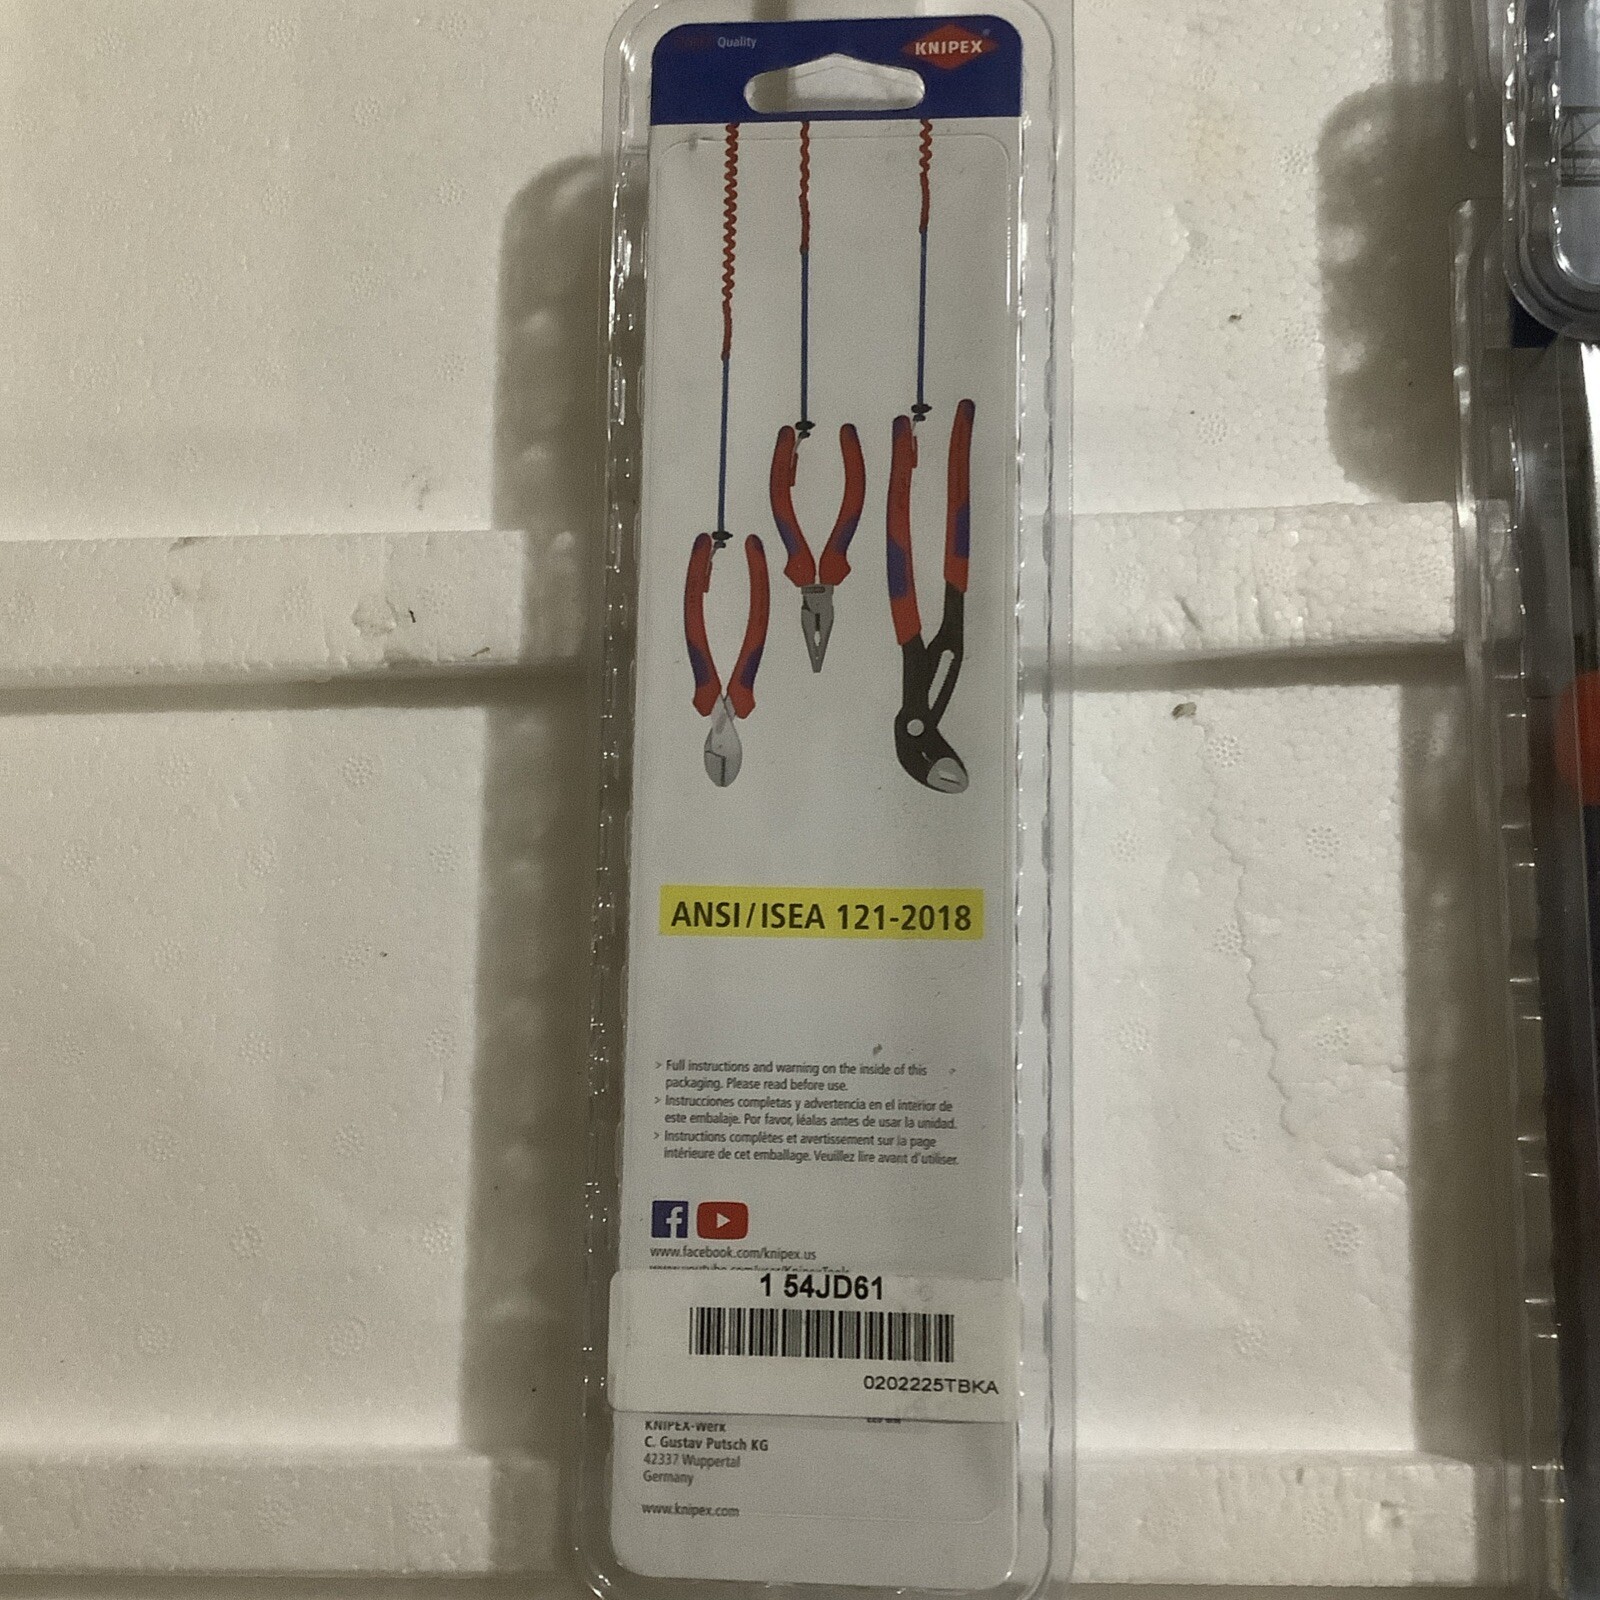 Quality
KNIPEX
ANSI/ISEA 121-2018
> Full instructions and warning on the inside of this
packaging. Please read before use.
> Instrucciones completas y advertencia en el interior de
este embalaje. Por favor, léalas antes de usar la unidad.
> Instructions complètes et avertissement sur la page
intérieure de cet emballage. Veuillez lire avant d'utiliser.
www.facebook.com/knipex.us
1 54JD61
0202225TBKA
KNIPEX-Werk
C. Gustav Putsch KG
42337 Wuppertal
Germany
www.knipex.com